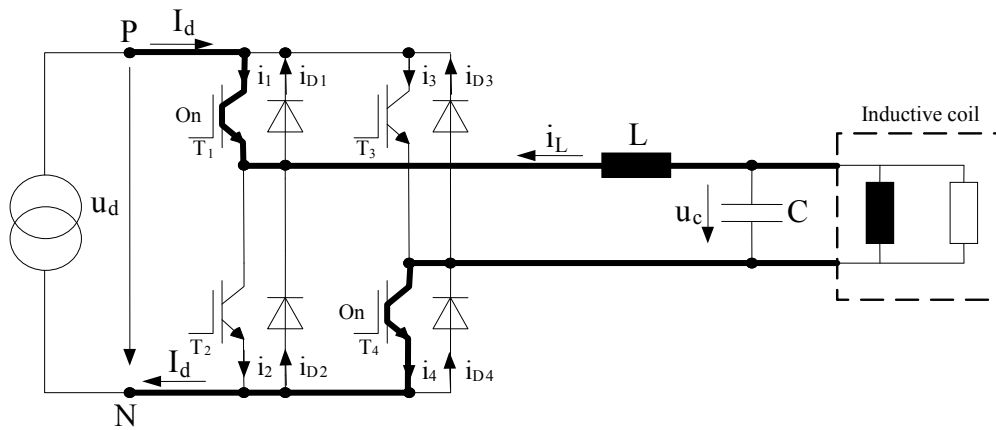 P
I_d
i_1
i_D1
i_3
i_D3
On
T_1
T_3
i_L
L
Inductive coil
u_d
u_c
C
On
T_2
T_4
I_d
i_2
i_D2
i_4
i_D4
N